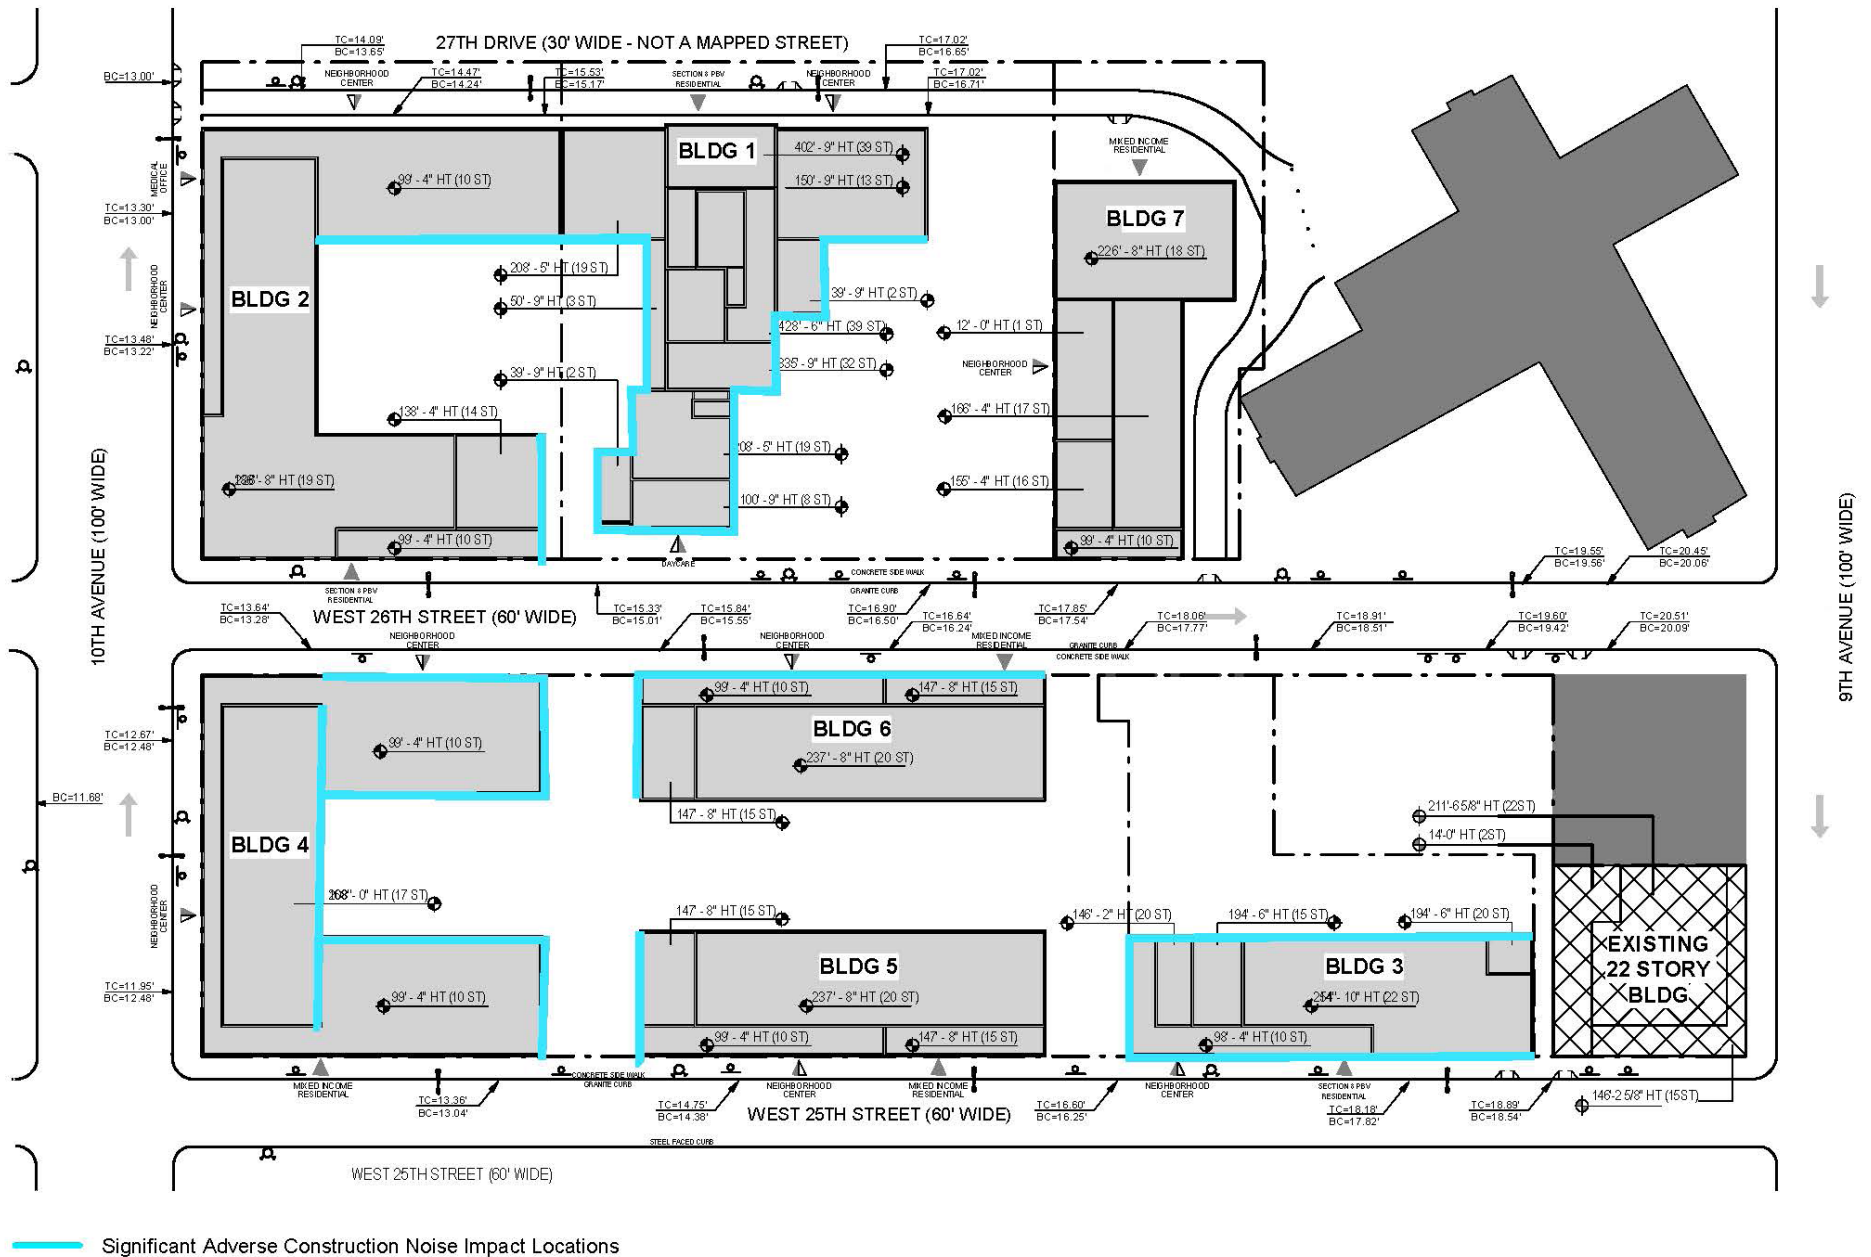 27TH DRIVE (30' WIDE - NOT A MAPPED STREET)
TC=14.09'
BC=13.65'
TC=17.02'
BC=16.65'
BC=13.00'
NEIGHBORHOOD
CENTER
TC=14.47'
BC=14.24'
TC=15.53'
BC=15.17'
SECTION 8 PBV
RESIDENTIAL
NEIGHBORHOOD
CENTER
TC=17.02'
BC=16.71'
MEDICAL
OFFICE
BLDG 1
402' - 9" HT (39 ST)
MIXED INCOME
RESIDENTIAL
99' - 4" HT (10 ST)
150' - 9" HT (13 ST)
TC=13.30'
BC=13.00'
BLDG 7
226' - 8" HT (18 ST)
208' - 5" HT (19 ST)
NEIGHBORHOOD
CENTER
BLDG 2
50' - 9" HT (3 ST)
39' - 9" HT (2 ST)
428' - 6" HT (39 ST)
12' - 0" HT (1 ST)
TC=13.48'
BC=13.22'
39' - 9" HT (2 ST)
335' - 9" HT (32 ST)
NEIGHBORHOOD
CENTER
138' - 4" HT (14 ST)
166' - 4" HT (17 ST)
10TH AVENUE (100' WIDE)
08' - 5" HT (19 ST)
- 8" HT (19 ST)
155' - 4" HT (16 ST)
100' - 9" HT (8 ST)
9TH AVENUE (100' WIDE)
99' - 4" HT (10 ST)
99' - 4" HT (10 ST)
DAYCARE
TC=19.55'
BC=19.56'
TC=20.45'
BC=20.06'
CONCRETE SIDE WALK
GRANITE CURB
SECTION 8 PBV
RESIDENTIAL
TC=13.64'
BC=13.28'
WEST 26TH STREET (60' WIDE)
TC=15.33'
BC=15.01'
TC=15.84'
BC=15.55'
TC=16.90'
BC=16.50'
TC=16.64'
BC=16.24'
TC=17.85'
BC=17.54'
TC=18.06'
BC=17.77'
TC=18.91'
BC=18.51'
TC=19.60'
BC=19.42'
TC=20.51'
BC=20.09'
NEIGHBORHOOD
CENTER
NEIGHBORHOOD
CENTER
MIXED INCOME
RESIDENTIAL
GRANITE CURB
CONCRETE SIDE WALK
99' - 4" HT (10 ST)
147' - 8" HT (15 ST)
BLDG 6
TC=12.67'
BC=12.48'
99' - 4" HT (10 ST)
237' - 8" HT (20 ST)
BC=11.68'
147' - 8" HT (15 ST)
211'-6 5/8" HT (22ST)
14'-0" HT (2ST)
BLDG 4
- 0" HT (17 ST)
NEIGHBORHOOD
CENTER
147' - 8" HT (15 ST)
146' - 2" HT (20 ST)
194' - 6" HT (15 ST)
194' - 6" HT (20 ST)
EXISTING
22 STORY
BLDG
BLDG 5
BLDG 3
TC=11.95'
BC=12.48'
99' - 4" HT (10 ST)
237' - 8" HT (20 ST)
- 10" HT (22 ST)
99' - 4" HT (10 ST)
147' - 8" HT (15 ST)
98' - 4" HT (10 ST)
MIXED INCOME
RESIDENTIAL
CONCRETE SIDE WALK
GRANITE CURB
NEIGHBORHOOD
CENTER
MIXED INCOME
RESIDENTIAL
NEIGHBORHOOD
CENTER
SECTION 8 PBV
RESIDENTIAL
146'-2 5/8" HT (15ST)
TC=13.36'
BC=13.04'
TC=14.75'
BC=14.38'
WEST 25TH STREET (60' WIDE)
TC=16.60'
BC=16.25'
TC=18.18'
BC=17.82'
TC=18.89'
BC=18.54'
STEEL FACED CURB
WEST 25TH STREET (60' WIDE)
Significant Adverse Construction Noise Impact Locations